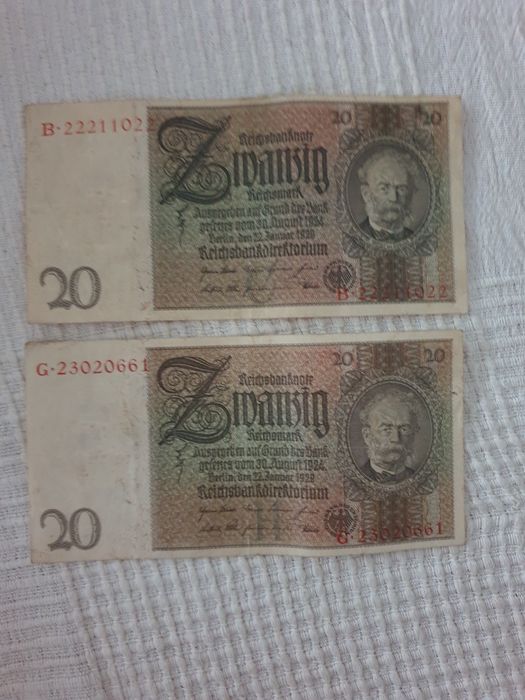 B·22211022
20 20
Reichsbanknote
Zwanzig
Reichsmark
Ausgegeben auf Grund des Bank
gesetzes vom 30. August 1924
Berlin, den 22. Januar 1929
Reichsbankdirektorium
20
B·22211022
G·23020661
20 20
Reichsbanknote
Zwanzig
Reichsmark
Ausgegeben auf Grund des Bank
gesetzes vom 30. August 1924
Berlin, den 22. Januar 1929
Reichsbankdirektorium
20
G·23020661